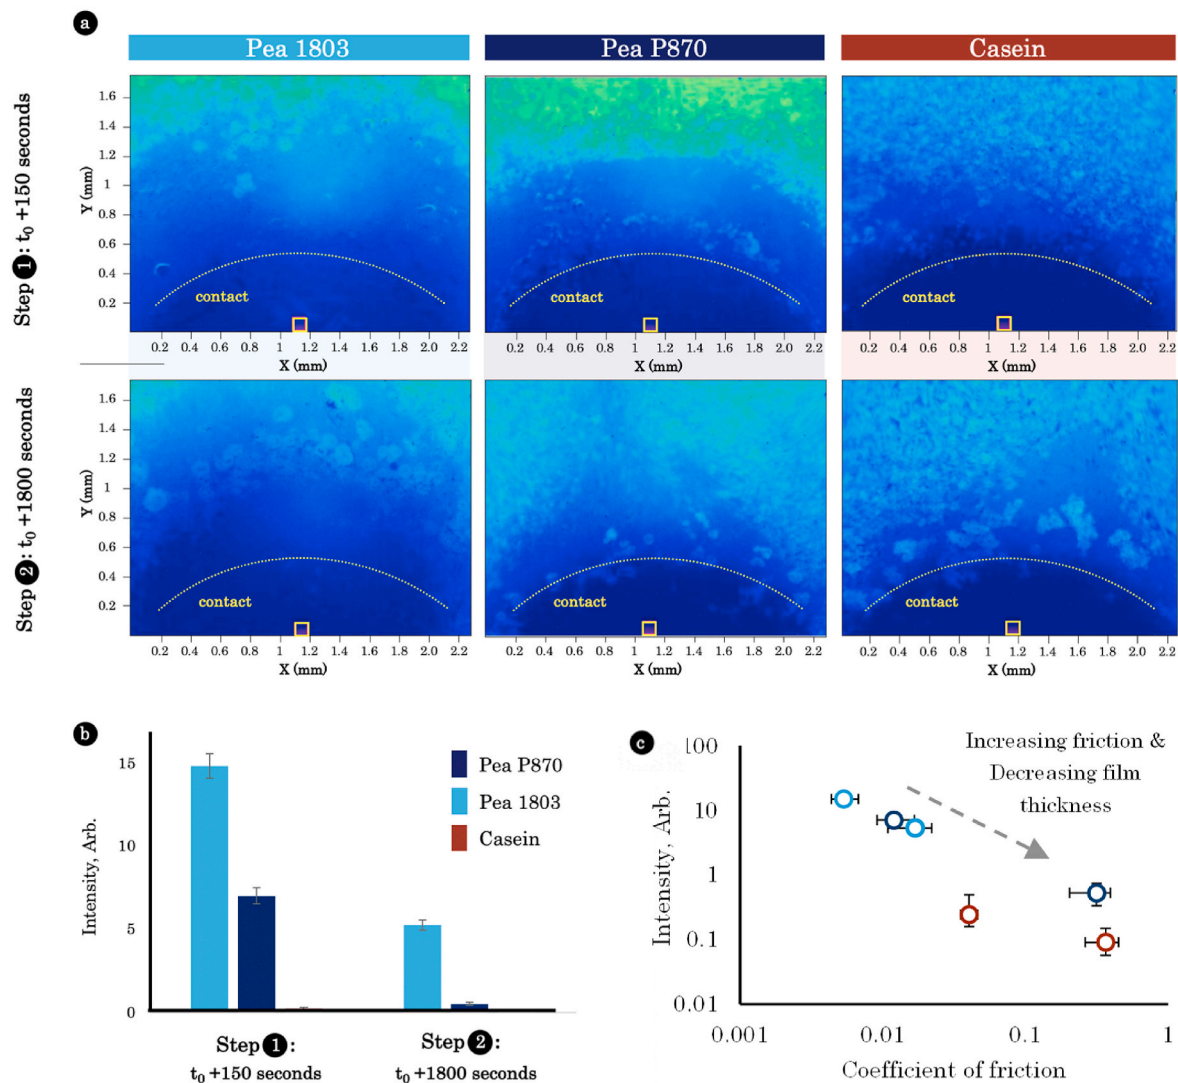 a
Pea 1803
Pea P870
Casein
Step 1: t₀ +150 seconds
Y (mm)
1.6
1.4
1.2
1
0.8
0.6
0.4
0.2
contact
contact
contact
0.2 0.4 0.6 0.8 1 1.2 1.4 1.6 1.8 2.0 2.2
0.2 0.4 0.6 0.8 1 1.2 1.4 1.6 1.8 2.0 2.2
0.2 0.4 0.6 0.8 1 1.2 1.4 1.6 1.8 2.0 2.2
X (mm)
X (mm)
X (mm)
Step 2: t₀ +1800 seconds
Y (mm)
1.6
1.4
1.2
1
0.8
0.6
0.4
0.2
contact
contact
contact
0.2 0.4 0.6 0.8 1 1.2 1.4 1.6 1.8 2.0 2.2
0.2 0.4 0.6 0.8 1 1.2 1.4 1.6 1.8 2.0 2.2
0.2 0.4 0.6 0.8 1 1.2 1.4 1.6 1.8 2.0 2.2
X (mm)
X (mm)
X (mm)
b
Intensity, Arb.
15
10
5
0
Pea P870
Pea 1803
Casein
Step 1:
t₀ +150 seconds
Step 2:
t₀ +1800 seconds
c
Intensity, Arb.
100
10
1
0.1
0.01
Increasing friction &
Decreasing film
thickness
0.001 0.01 0.1 1
Coefficient of friction